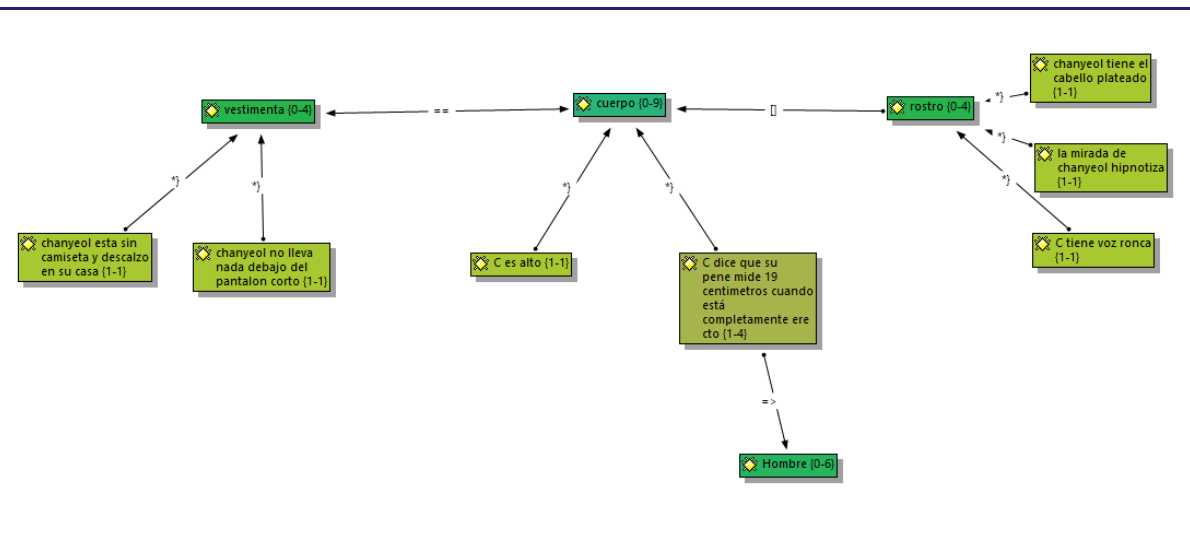 chanyeol tiene el
cabello plateado
{1-1}
vestimenta {0-4}
==
cuerpo {0-9}
[]
rostro {0-4}
*}
*}
la mirada de
chanyeol hipnotiza
{1-1}
*}
*}
*}
*}
*}
chanyeol esta sin
camiseta y descalzo
en su casa {1-1}
chanyeol no lleva
nada debajo del
pantalon corto {1-1}
C es alto {1-1}
C dice que su
pene mide 19
centimetros cuando
está
completamente ere
cto {1-4}
C tiene voz ronca
{1-1}
=>
Hombre {0-6}